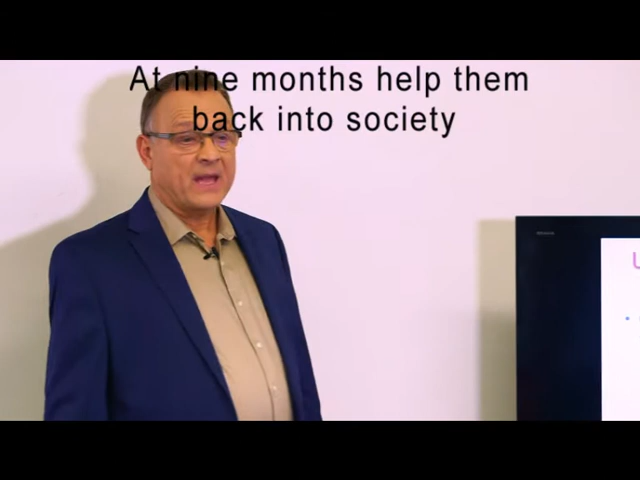 At nine months help them
back into society
U